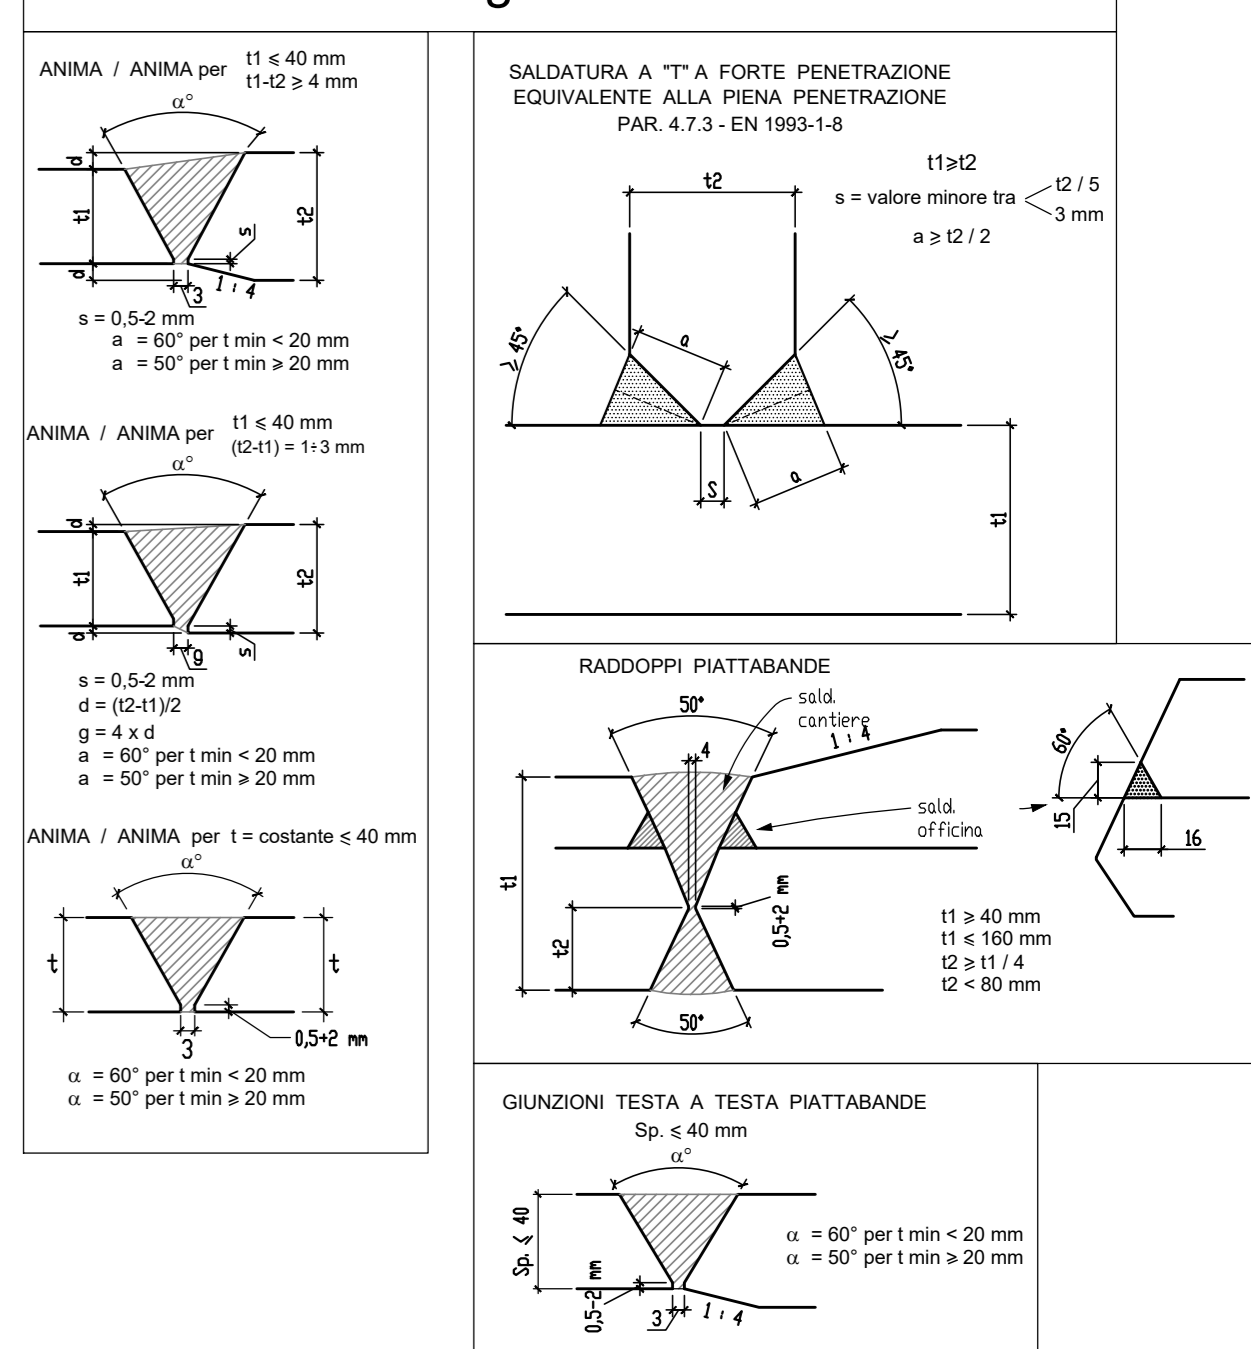 ANIMA / ANIMA per
t1 ⩽ 40 mm
t1-t2 ⩾ 4 mm
α°
d
t1
d
t2
s
3
1 : 4
s = 0,5-2 mm
a = 60° per t min < 20 mm
a = 50° per t min ⩾ 20 mm
ANIMA / ANIMA per
t1 ⩽ 40 mm
(t2-t1) = 1÷3 mm
α°
d
t1
d
t2
s
g
s = 0,5-2 mm
d = (t2-t1)/2
g = 4 x d
a = 60° per t min < 20 mm
a = 50° per t min ⩾ 20 mm
ANIMA / ANIMA per t = costante ⩽ 40 mm
α°
t
t
3
0,5÷2 mm
α = 60° per t min < 20 mm
α = 50° per t min ⩾ 20 mm
SALDATURA A "T" A FORTE PENETRAZIONE
EQUIVALENTE ALLA PIENA PENETRAZIONE
PAR. 4.7.3 - EN 1993-1-8
t1⩾t2
s = valore minore tra
t2 / 5
3 mm
a ⩾ t2 / 2
t2
⩾ 45°
a
⩾ 45°
S
a
t1
RADDOPPI PIATTABANDE
50°
sald.
cantiere
1 : 4
4
sald.
officina
t1
t2
0,5÷2 mm
50°
60°
15
16
t1 ⩾ 40 mm
t1 ⩽ 160 mm
t2 ⩾ t1 / 4
t2 < 80 mm
GIUNZIONI TESTA A TESTA PIATTABANDE
Sp. ⩽ 40 mm
α°
Sp. ⩽ 40
0,5-2 mm
3
1 : 4
α = 60° per t min < 20 mm
α = 50° per t min ⩾ 20 mm